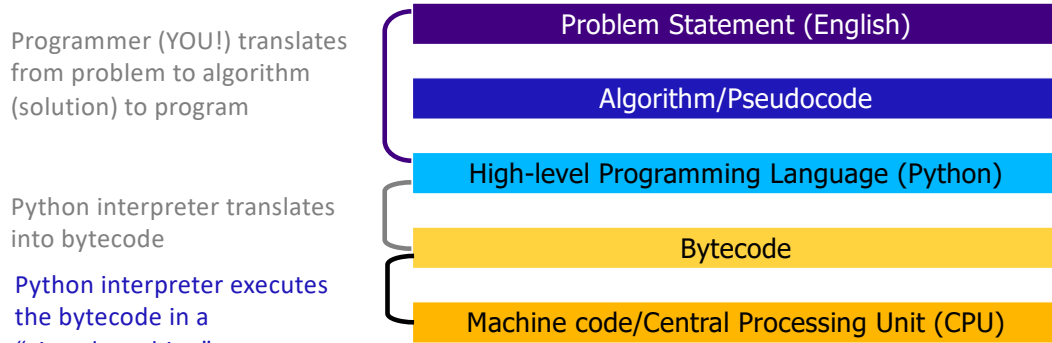 Problem Statement (English)
Programmer (YOU!) translates
from problem to algorithm
(solution) to program
Algorithm/Pseudocode
High-level Programming Language (Python)
Python interpreter translates
into bytecode
Bytecode
Python interpreter executes
the bytecode in a
Machine code/Central Processing Unit (CPU)